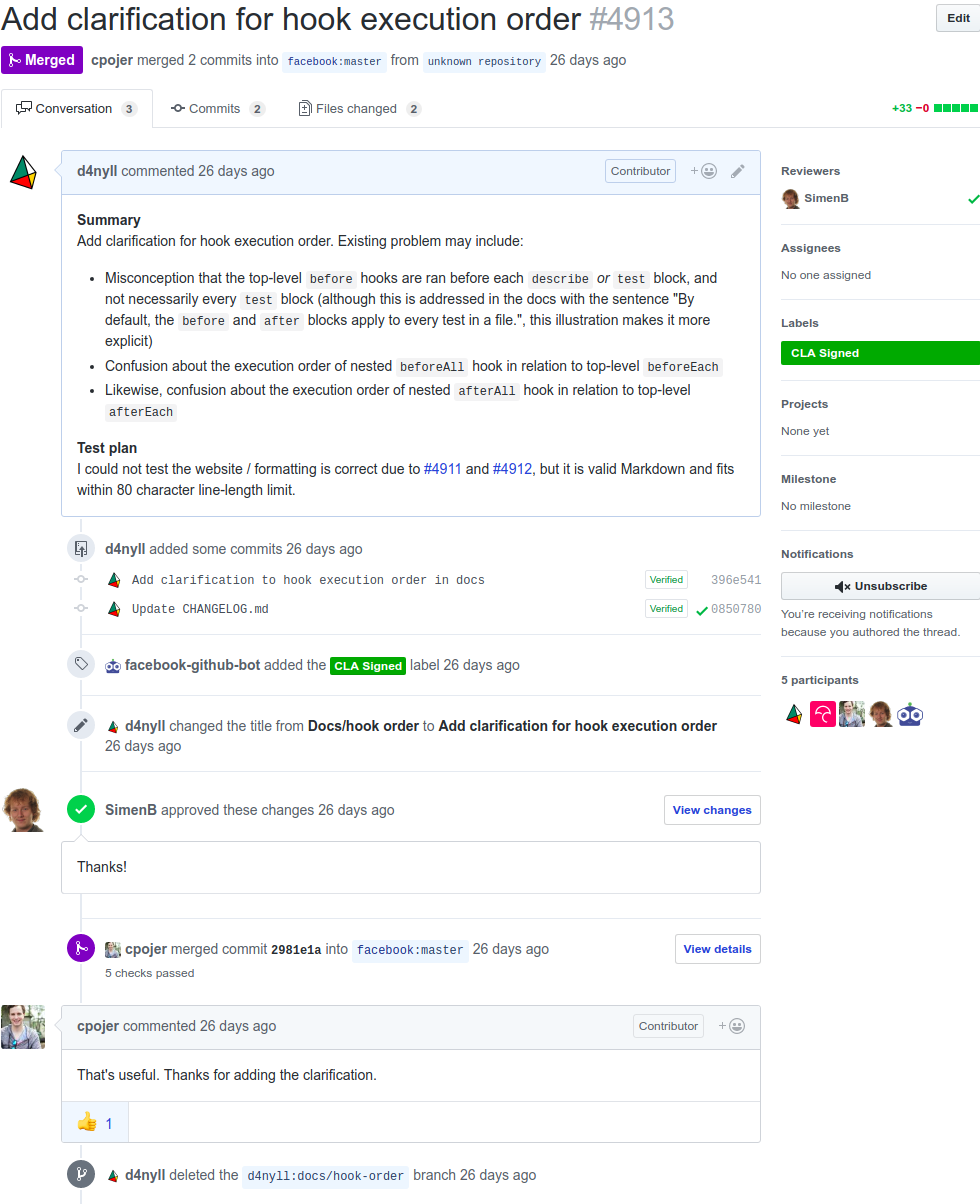 Add clarification for hook execution order #4913
Edit
Merged cpojer merged 2 commits into facebook:master from unknown repository 26 days ago
Conversation 3 Commits 2 Files changed 2 +33 −0
d4nyll commented 26 days ago Contributor
Summary
Add clarification for hook execution order. Existing problem may include:
• Misconception that the top-level before hooks are ran before each describe or test block, and
not necessarily every test block (although this is addressed in the docs with the sentence "By
default, the before and after blocks apply to every test in a file.", this illustration makes it more
explicit)
• Confusion about the execution order of nested beforeAll hook in relation to top-level beforeEach
• Likewise, confusion about the execution order of nested afterAll hook in relation to top-level
afterEach
Test plan
I could not test the website / formatting is correct due to #4911 and #4912, but it is valid Markdown and fits
within 80 character line-length limit.
d4nyll added some commits 26 days ago
Add clarification to hook execution order in docs Verified 396e541
Update CHANGELOG.md Verified 0850780
facebook-github-bot added the CLA Signed label 26 days ago
d4nyll changed the title from Docs/hook order to Add clarification for hook execution order
26 days ago
SimenB approved these changes 26 days ago View changes
Thanks!
cpojer merged commit 2981e1a into facebook:master 26 days ago View details
5 checks passed
cpojer commented 26 days ago Contributor
That's useful. Thanks for adding the clarification.
👍 1
d4nyll deleted the d4nyll:docs/hook-order branch 26 days ago
Reviewers
SimenB
Assignees
No one assigned
Labels
CLA Signed
Projects
None yet
Milestone
No milestone
Notifications
Unsubscribe
You're receiving notifications
because you authored the thread.
5 participants